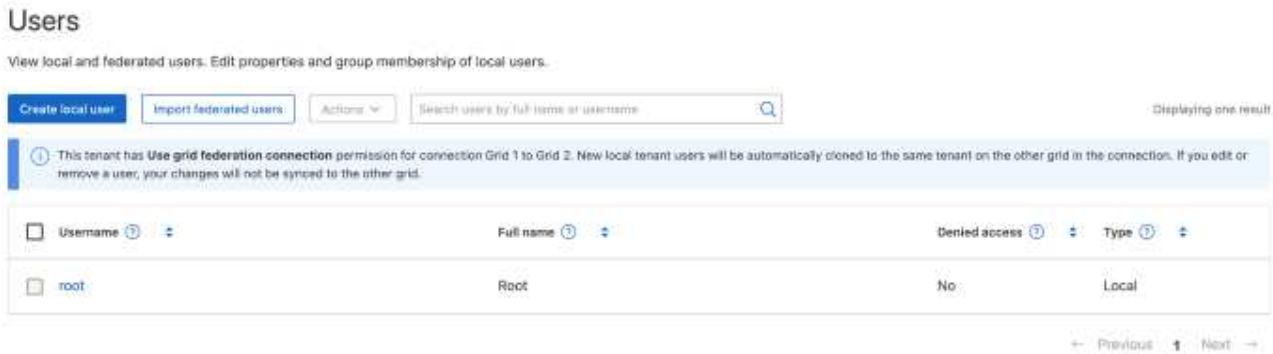 Users
View local and federated users. Edit properties and group membership of local users.
Create local user Import federated users Actions Search users by full name or username Displaying one result
This tenant has Use grid federation connection permission for connection Grid 1 to Grid 2. New local tenant users will be automatically cloned to the same tenant on the other grid in the connection. If you edit or
remove a user, your changes will not be synced to the other grid.
Username Full name Denied access Type
root Root No Local
← Previous 1 Next →